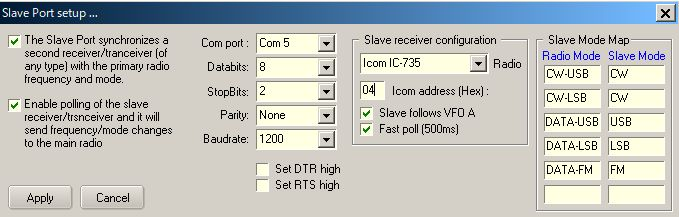 Slave Port setup ...
The Slave Port synchronizes a
second receiver/tranceiver (of
any type) with the primary radio
frequency and mode.
Enable polling of the slave
receiver/trsnceiver and it will
send frequency/mode changes
to the main radio
Apply
Cancel
Com port : Com 5
Databits: 8
StopBits: 2
Parity: None
Baudrate: 1200
Set DTR high
Set RTS high
Slave receiver configuration
Icom IC-735 Radio
04 Icom address (Hex) :
Slave follows VFO A
Fast poll (500ms)
Slave Mode Map
Radio Mode Slave Mode
CW-USB CW
CW-LSB CW
DATA-USB USB
DATA-LSB LSB
DATA-FM FM